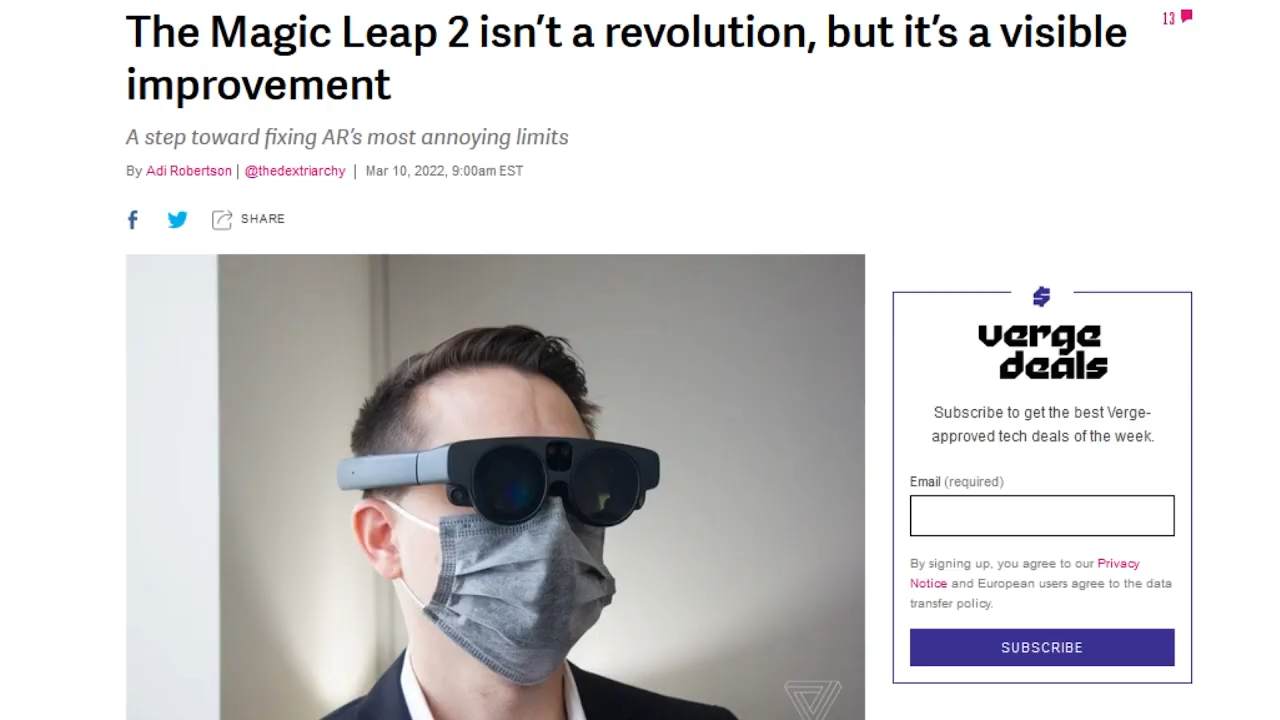 The Magic Leap 2 isn't a revolution, but it's a visible
improvement
13
A step toward fixing AR's most annoying limits
By Adi Robertson | @thedextriarchy | Mar 10, 2022, 9:00am EST
SHARE
verge
deals
Subscribe to get the best Verge-
approved tech deals of the week.
Email (required)
By signing up, you agree to our Privacy
Notice and European users agree to the data
transfer policy.
SUBSCRIBE